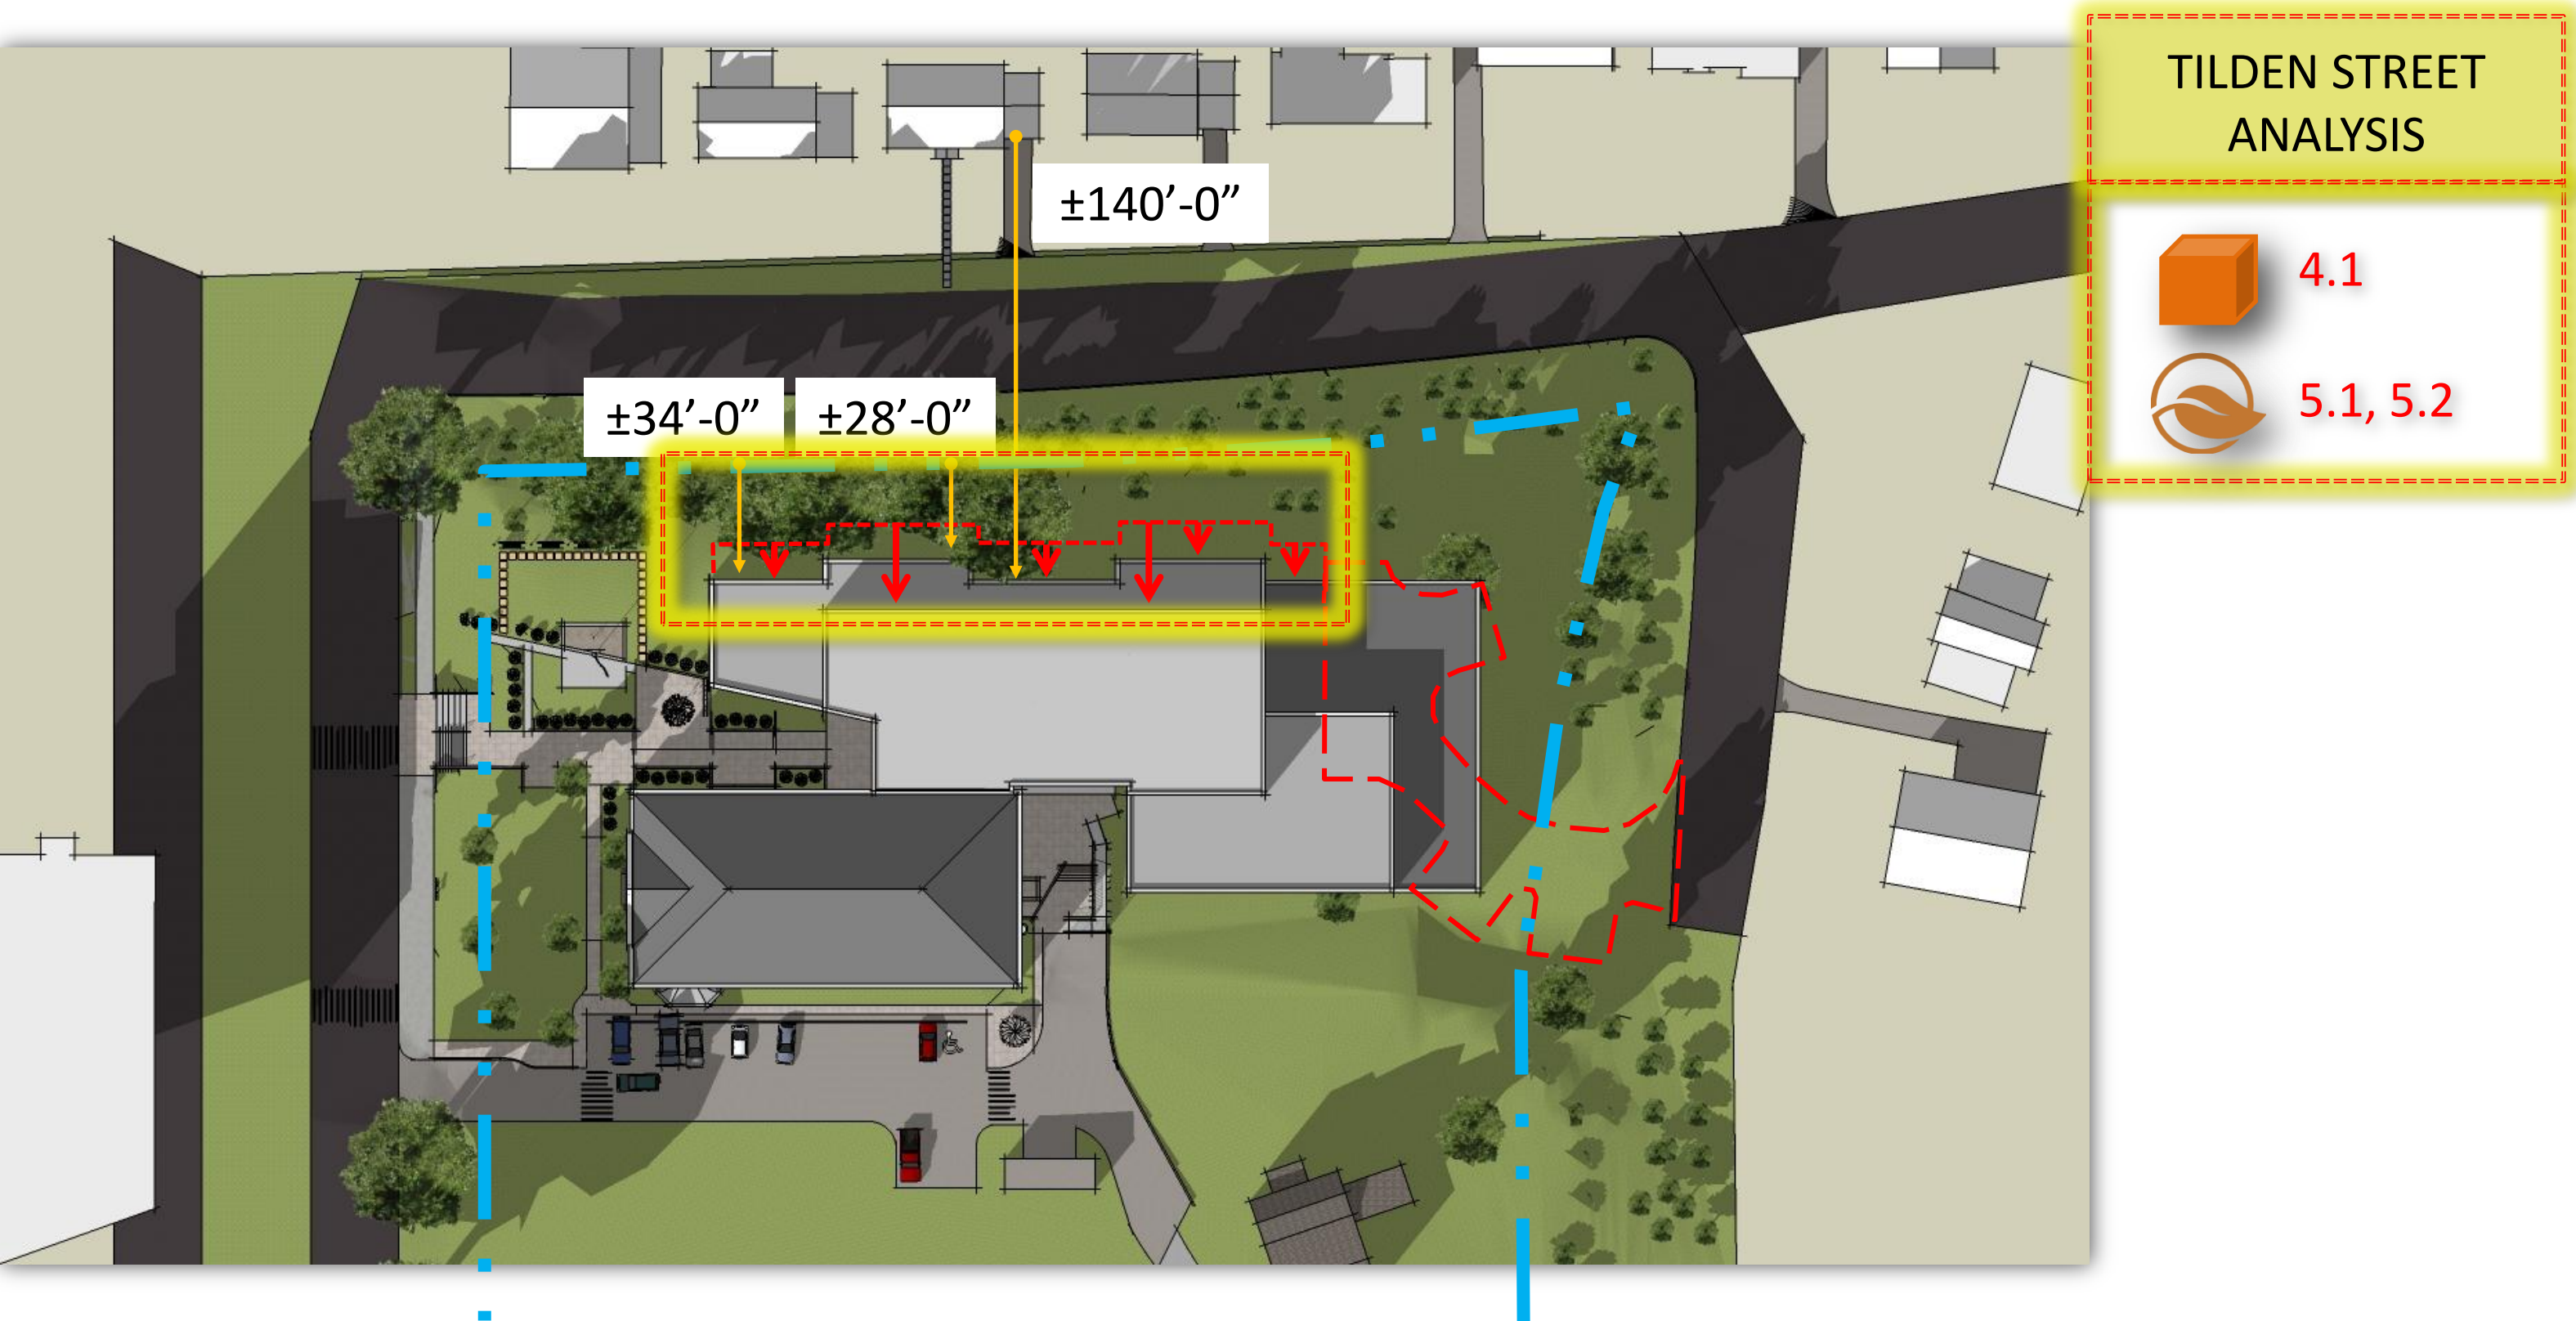 TILDEN STREET
ANALYSIS
±140’-0”
4.1
±34’-0”
±28’-0”
5.1, 5.2